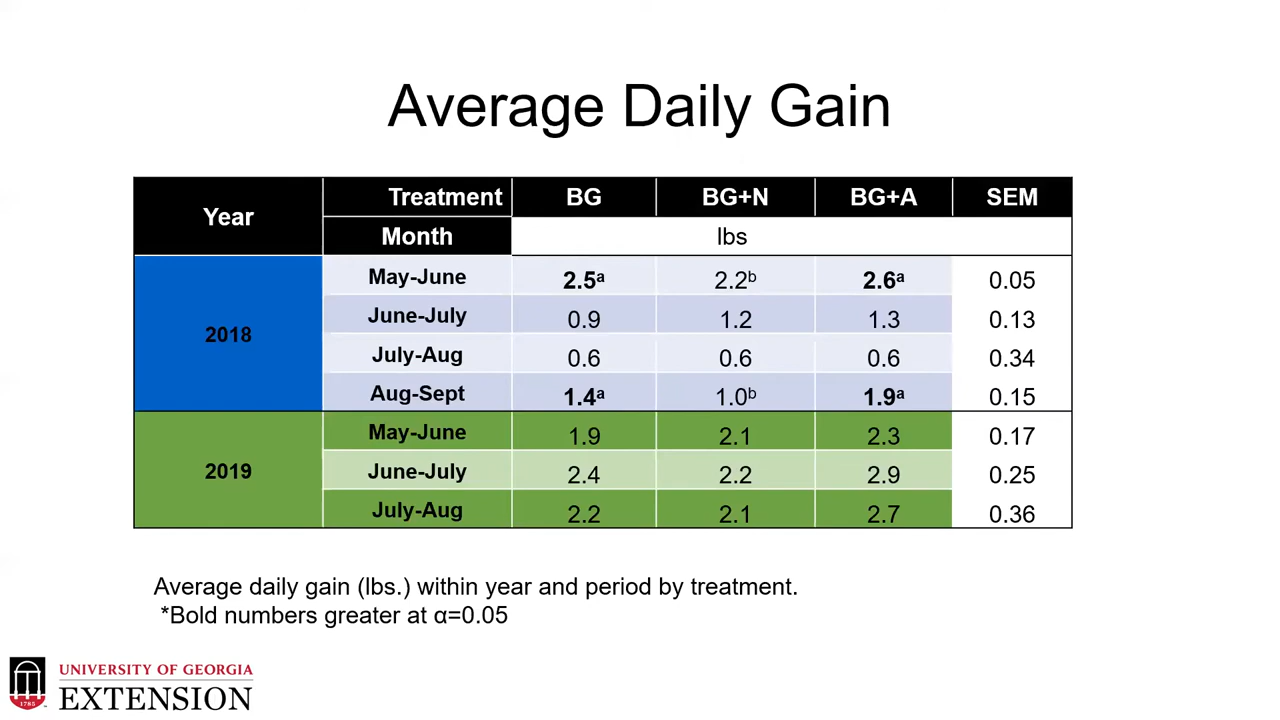 Average Daily Gain
Year Treatment BG BG+N BG+A SEM
Month lbs
2018 May-June 2.5ᵃ 2.2ᵇ 2.6ᵃ 0.05
June-July 0.9 1.2 1.3 0.13
July-Aug 0.6 0.6 0.6 0.34
Aug-Sept 1.4ᵃ 1.0ᵇ 1.9ᵃ 0.15
2019 May-June 1.9 2.1 2.3 0.17
June-July 2.4 2.2 2.9 0.25
July-Aug 2.2 2.1 2.7 0.36
Average daily gain (lbs.) within year and period by treatment.
*Bold numbers greater at α=0.05
1785
UNIVERSITY OF GEORGIA
EXTENSION